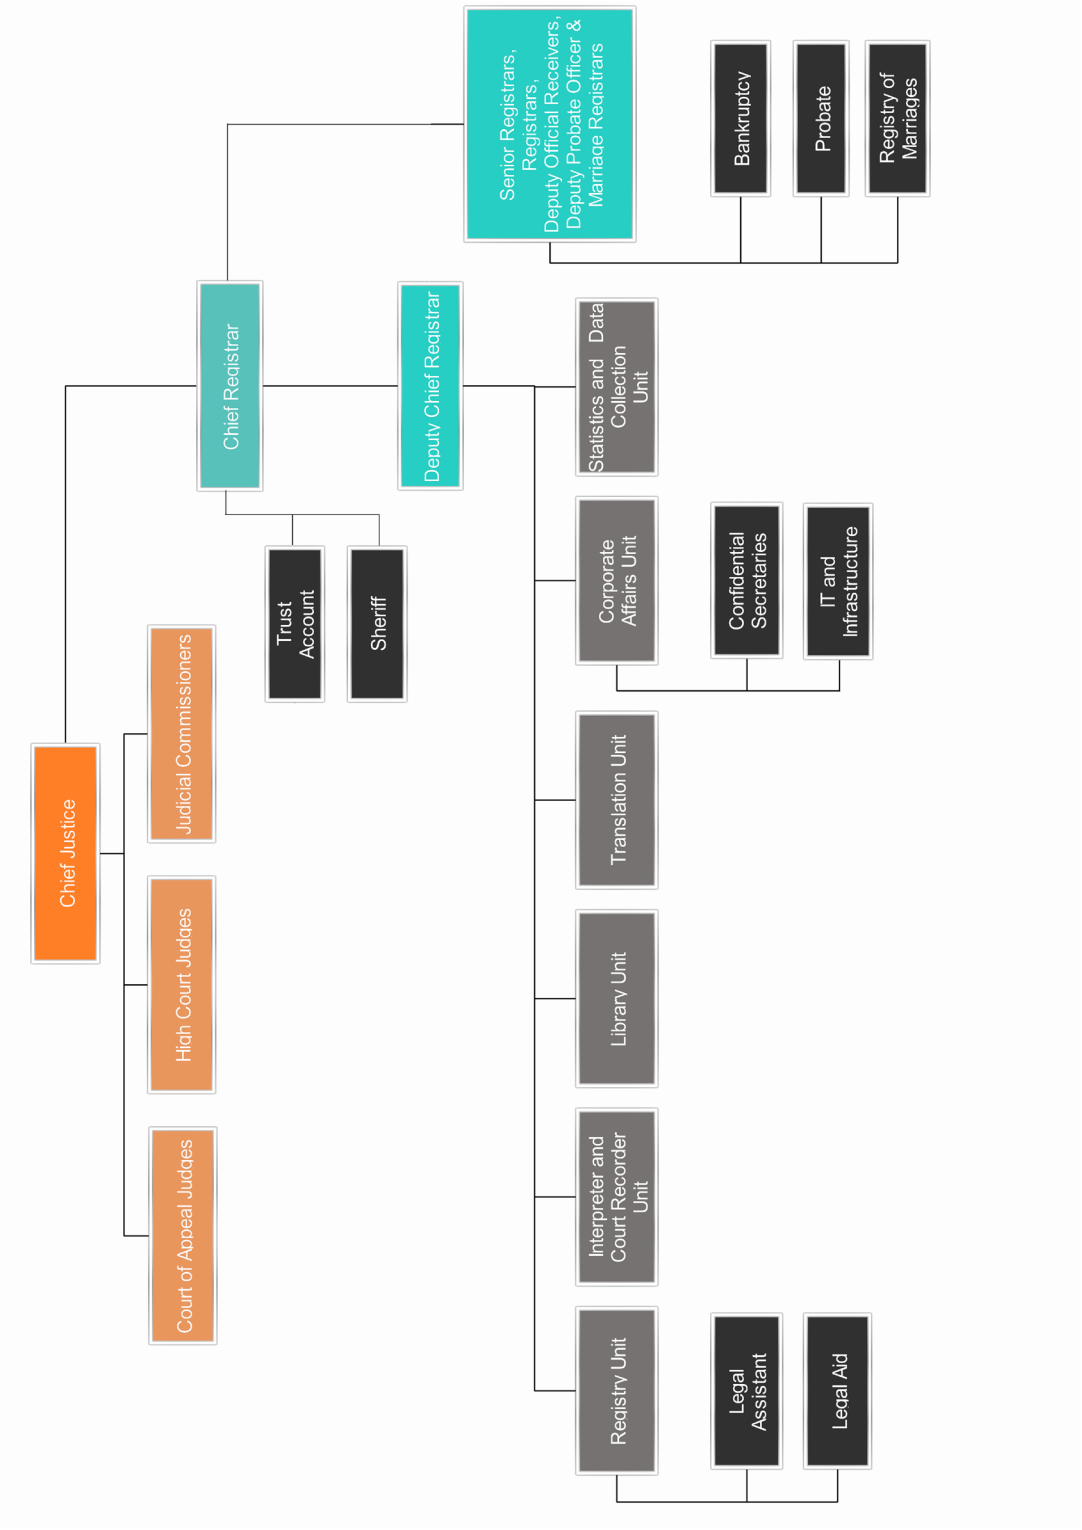 Chief Justice
Court of Appeal Judges
High Court Judges
Judicial Commissioners
Chief Registrar
Trust
Account
Sheriff
Deputy Chief Registrar
Senior Registrars,
Registrars,
Deputy Official Receivers,
Deputy Probate Officer &
Marriage Registrars
Registry Unit
Interpreter and
Court Recorder
Unit
Library Unit
Translation Unit
Corporate
Affairs Unit
Statistics and Data
Collection
Unit
Legal
Assistant
Legal Aid
Confidential
Secretaries
IT and
Infrastructure
Bankruptcy
Probate
Registry of
Marriages